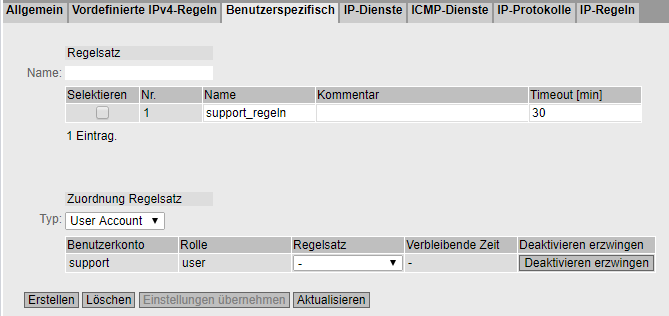 Allgemein Vordefinierte IPv4-Regeln Benutzerspezifisch IP-Dienste ICMP-Dienste IP-Protokolle IP-Regeln
Regelsatz
Name:
Selektieren Nr. Name Kommentar Timeout [min]
1 support_regeln 30
1 Eintrag.
Zuordnung Regelsatz
Typ: User Account
Benutzerkonto Rolle Regelsatz Verbleibende Zeit Deaktivieren erzwingen
support user - - Deaktivieren erzwingen
Erstellen Löschen Einstellungen übernehmen Aktualisieren